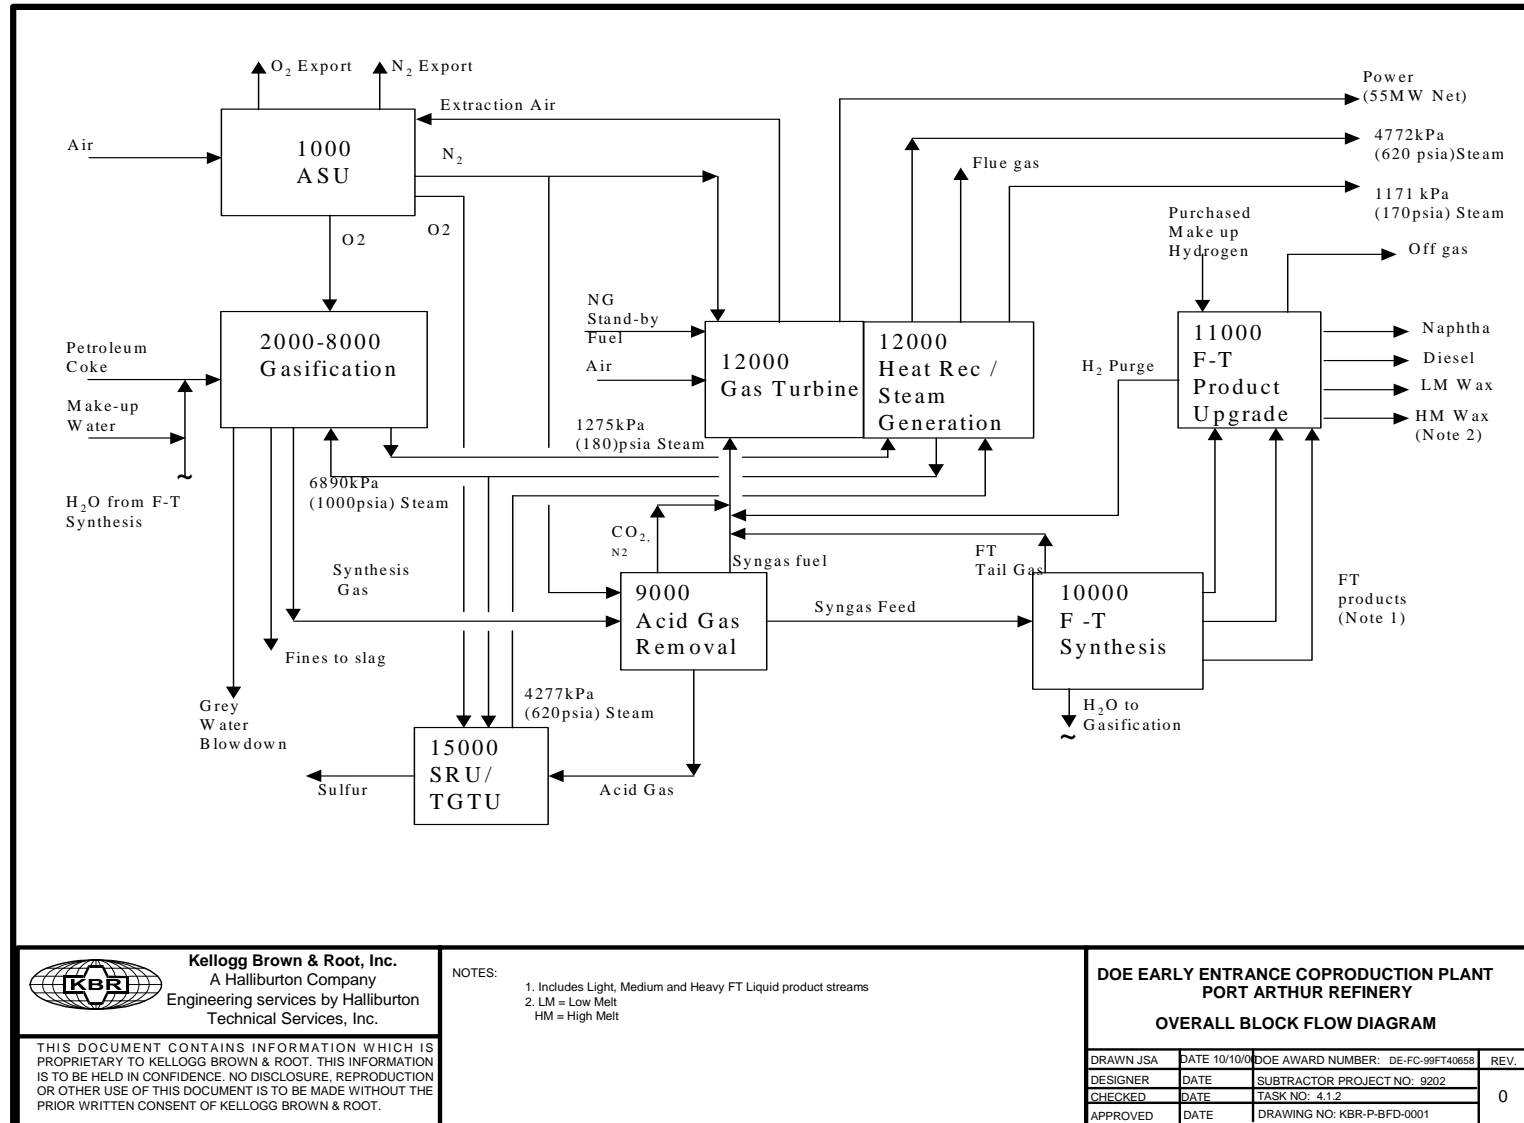 O2 Export
N2 Export
Extraction Air
Power
(55MW Net)
Air
1000
ASU
N2
Flue gas
4772kPa
(620 psia)Steam
1171 kPa
(170psia) Steam
O2
O2
Purchased
Make up
Hydrogen
Off gas
NG
Stand-by
Fuel
Air
Petroleum
Coke
2000-8000
Gasification
12000
Gas Turbine
12000
Heat Rec /
Steam
Generation
H2 Purge
11000
F-T
Product
Upgrade
Naphtha
Diesel
LM Wax
HM Wax
(Note 2)
Make-up
Water
~
H2O from F-T
Synthesis
1275kPa
(180)psia Steam
6890kPa
(1000psia) Steam
CO2,
N2
Syngas fuel
FT
Tail Gas
Synthesis
Gas
9000
Acid Gas
Removal
Syngas Feed
10000
F -T
Synthesis
FT
products
(Note 1)
Fines to slag
Grey
Water
Blowdown
4277kPa
(620psia) Steam
H2O to
Gasification
~
15000
SRU/
TGTU
Sulfur
Acid Gas
KBR
Kellogg Brown & Root, Inc.
A Halliburton Company
Engineering services by Halliburton
Technical Services, Inc.
THIS DOCUMENT CONTAINS INFORMATION WHICH IS
PROPRIETARY TO KELLOGG BROWN & ROOT. THIS INFORMATION
IS TO BE HELD IN CONFIDENCE. NO DISCLOSURE, REPRODUCTION
OR OTHER USE OF THIS DOCUMENT IS TO BE MADE WITHOUT THE
PRIOR WRITTEN CONSENT OF KELLOGG BROWN & ROOT.
NOTES:
1. Includes Light, Medium and Heavy FT Liquid product streams
2. LM = Low Melt
HM = High Melt
DOE EARLY ENTRANCE COPRODUCTION PLANT
PORT ARTHUR REFINERY
OVERALL BLOCK FLOW DIAGRAM
DRAWN JSA DATE 10/10/00 DOE AWARD NUMBER: DE-FC-99FT40658 REV.
DESIGNER DATE SUBTRACTOR PROJECT NO: 9202
CHECKED DATE TASK NO: 4.1.2 0
APPROVED DATE DRAWING NO: KBR-P-BFD-0001